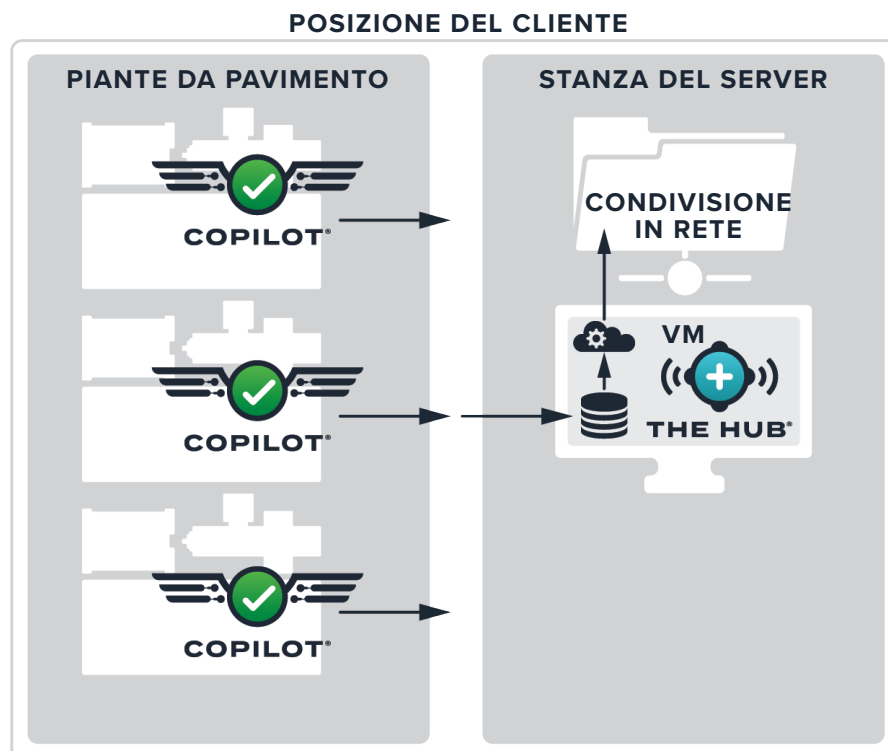 POSIZIONE DEL CLIENTE
PIANTE DA PAVIMENTO
COPILOT®
COPILOT®
COPILOT®
STANZA DEL SERVER
CONDIVISIONE
IN RETE
VM
THE HUB®